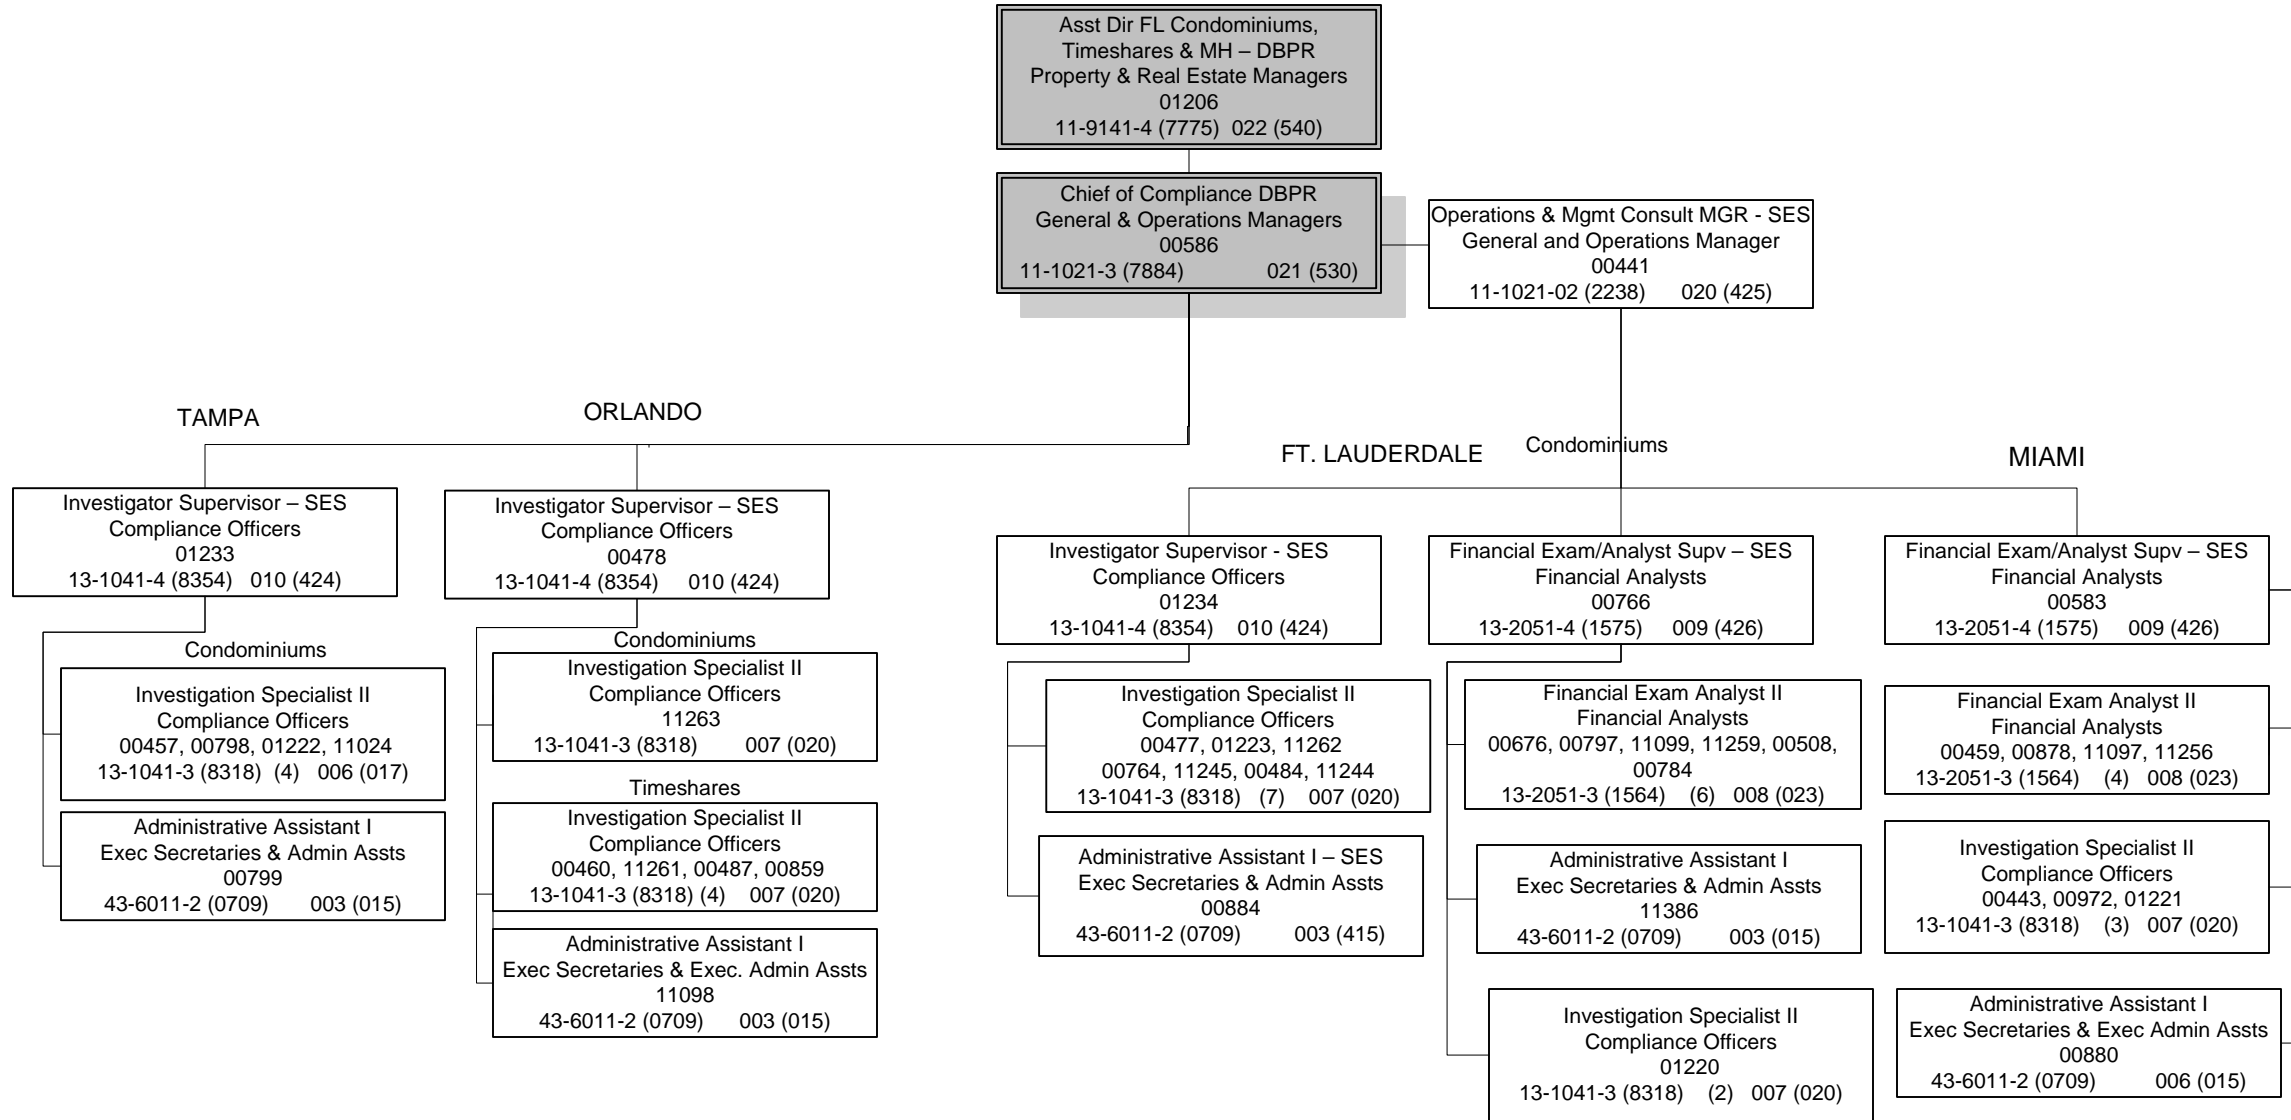 Asst Dir FL Condominiums,
Timeshares & MH – DBPR
Property & Real Estate Managers
01206
11-9141-4 (7775) 022 (540)
Chief of Compliance DBPR
General & Operations Managers
00586
11-1021-3 (7884) 021 (530)
Operations & Mgmt Consult MGR - SES
General and Operations Manager
00441
11-1021-02 (2238) 020 (425)
TAMPA
ORLANDO
FT. LAUDERDALE
Condominiums
MIAMI
Investigator Supervisor – SES
Compliance Officers
01233
13-1041-4 (8354) 010 (424)
Condominiums
Investigation Specialist II
Compliance Officers
00457, 00798, 01222, 11024
13-1041-3 (8318) (4) 006 (017)
Administrative Assistant I
Exec Secretaries & Admin Assts
00799
43-6011-2 (0709) 003 (015)
Investigator Supervisor – SES
Compliance Officers
00478
13-1041-4 (8354) 010 (424)
Condominiums
Investigation Specialist II
Compliance Officers
11263
13-1041-3 (8318) 007 (020)
Timeshares
Investigation Specialist II
Compliance Officers
00460, 11261, 00487, 00859
13-1041-3 (8318) (4) 007 (020)
Administrative Assistant I
Exec Secretaries & Exec. Admin Assts
11098
43-6011-2 (0709) 003 (015)
Investigator Supervisor - SES
Compliance Officers
01234
13-1041-4 (8354) 010 (424)
Investigation Specialist II
Compliance Officers
00477, 01223, 11262
00764, 11245, 00484, 11244
13-1041-3 (8318) (7) 007 (020)
Administrative Assistant I – SES
Exec Secretaries & Admin Assts
00884
43-6011-2 (0709) 003 (415)
Financial Exam/Analyst Supv – SES
Financial Analysts
00766
13-2051-4 (1575) 009 (426)
Financial Exam Analyst II
Financial Analysts
00676, 00797, 11099, 11259, 00508,
00784
13-2051-3 (1564) (6) 008 (023)
Administrative Assistant I
Exec Secretaries & Admin Assts
11386
43-6011-2 (0709) 003 (015)
Investigation Specialist II
Compliance Officers
01220
13-1041-3 (8318) (2) 007 (020)
Financial Exam/Analyst Supv – SES
Financial Analysts
00583
13-2051-4 (1575) 009 (426)
Financial Exam Analyst II
Financial Analysts
00459, 00878, 11097, 11256
13-2051-3 (1564) (4) 008 (023)
Investigation Specialist II
Compliance Officers
00443, 00972, 01221
13-1041-3 (8318) (3) 007 (020)
Administrative Assistant I
Exec Secretaries & Exec Admin Assts
00880
43-6011-2 (0709) 006 (015)